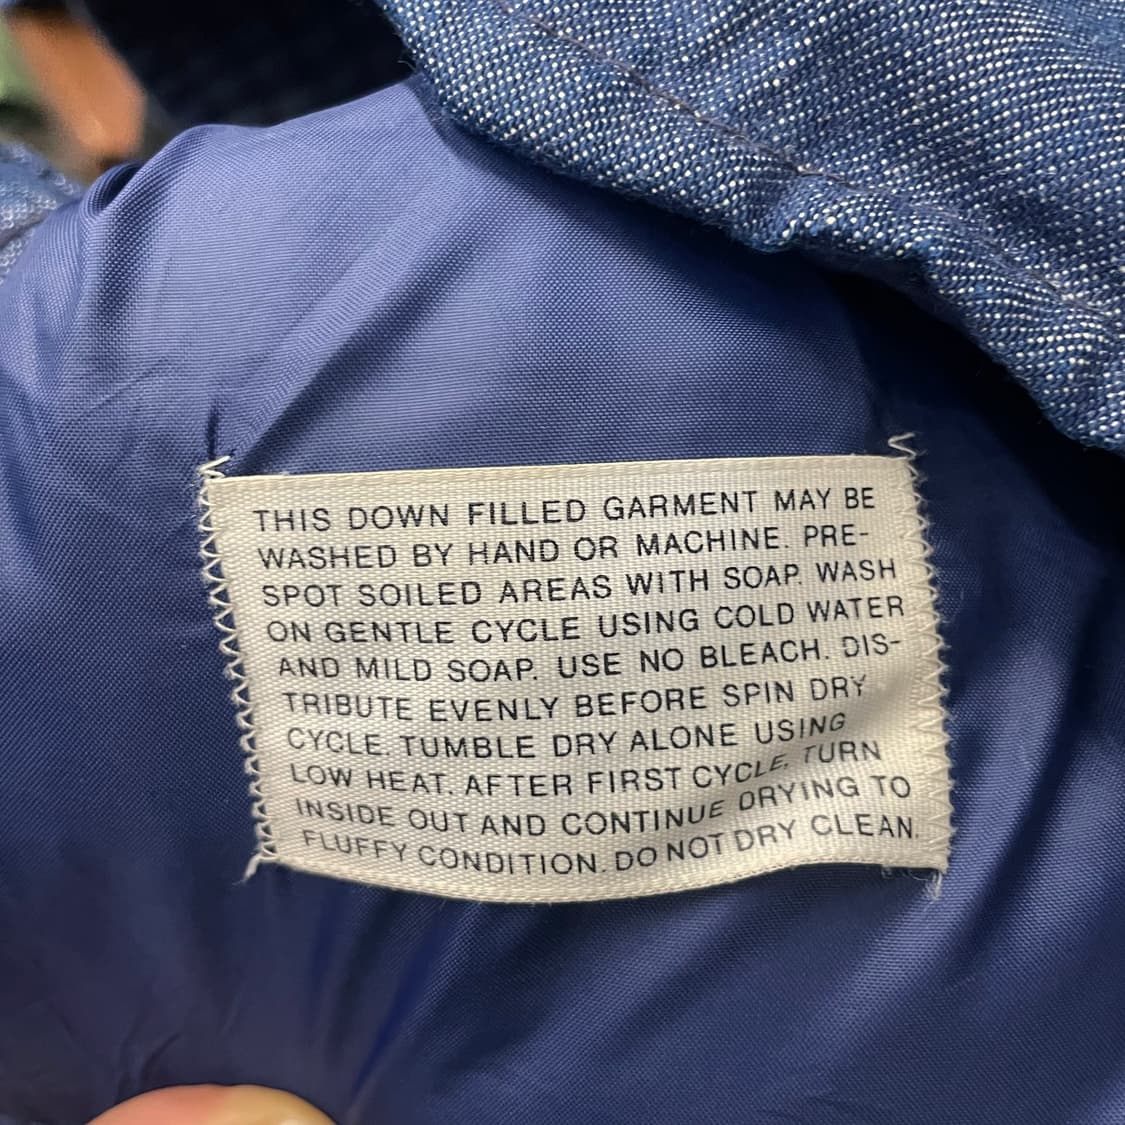 THIS DOWN FILLED GARMENT MAY BE
WASHED BY HAND OR MACHINE. PRE-
SPOT SOILED AREAS WITH SOAP. WASH
ON GENTLE CYCLE USING COLD WATER
AND MILD SOAP. USE NO BLEACH. DIS-
TRIBUTE EVENLY BEFORE SPIN DRY
CYCLE. TUMBLE DRY ALONE USING
LOW HEAT. AFTER FIRST CYCLE, TURN
INSIDE OUT AND CONTINUE DRYING TO
FLUFFY CONDITION. DO NOT DRY CLEAN.